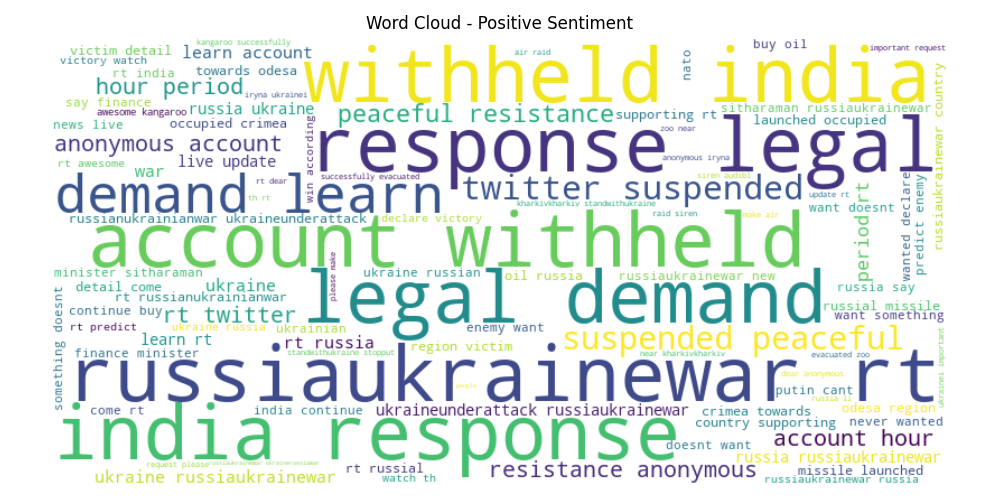 Word Cloud - Positive Sentiment
kangaroo successfully
victim detail
learn account
victory watch
rt india
towards odesa
hour period
iryna ukrainei
say finance
awesome kangaroo
russia ukraine
news live
occupied crimea
anonymous account
rt awesome
live update
war
withheld india
air raid
nato
buy oil
important request
peaceful resistance
supporting rt
sitharaman russiaukrainewar
launched occupied
russiaukrainewar country
win according
response legal
zoo near
anonymous iryna
successfully evacuated
siren audibl
demand learn
rt dear
th rt
twitter suspended
update rt
kharkivkharkiv standwithukraine
want doesnt
period rt
wanted declare
predict enemy
russianukrainianwar ukraineunderattack
declare victory
raid siren
make air
account withheld
please make
minister sitharaman
ukraine russian
oil russia
russiaukrainewar new
detail come
ukraine
russia say
rt russianukrainianwar
legal demand
russial missile
continue buy
rt twitter
want something
something doesnt
rt predict
ukraine russia
ukrainian
enemy want
suspended peaceful
learn rt
rt russia
region victim
finance minister
standwithukraine stopput
near kharkivkharkiv
evacuated zoo
ukrainei important
russiaukrainewar rt
dear anonymous
people
putin cant
russia li
come rt
india continue
ukraineunderattack russiaukrainewar
crimea towards
odesa region
country supporting
never wanted
india response
doesnt want
account hour
russia russiaukrainewar
request please
russiaukrainewar ukrainerussiawar
rt russial
resistance anonymous
missile launched
ukraine russiaukrainewar
watch th
russiaukrainewar russia